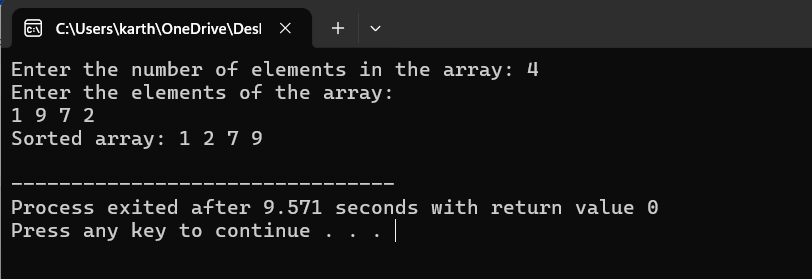 C:\Users\karth\OneDrive\Desl
Enter the number of elements in the array: 4
Enter the elements of the array:
1 9 7 2
Sorted array: 1 2 7 9
--------------------------------
Process exited after 9.571 seconds with return value 0
Press any key to continue . . .